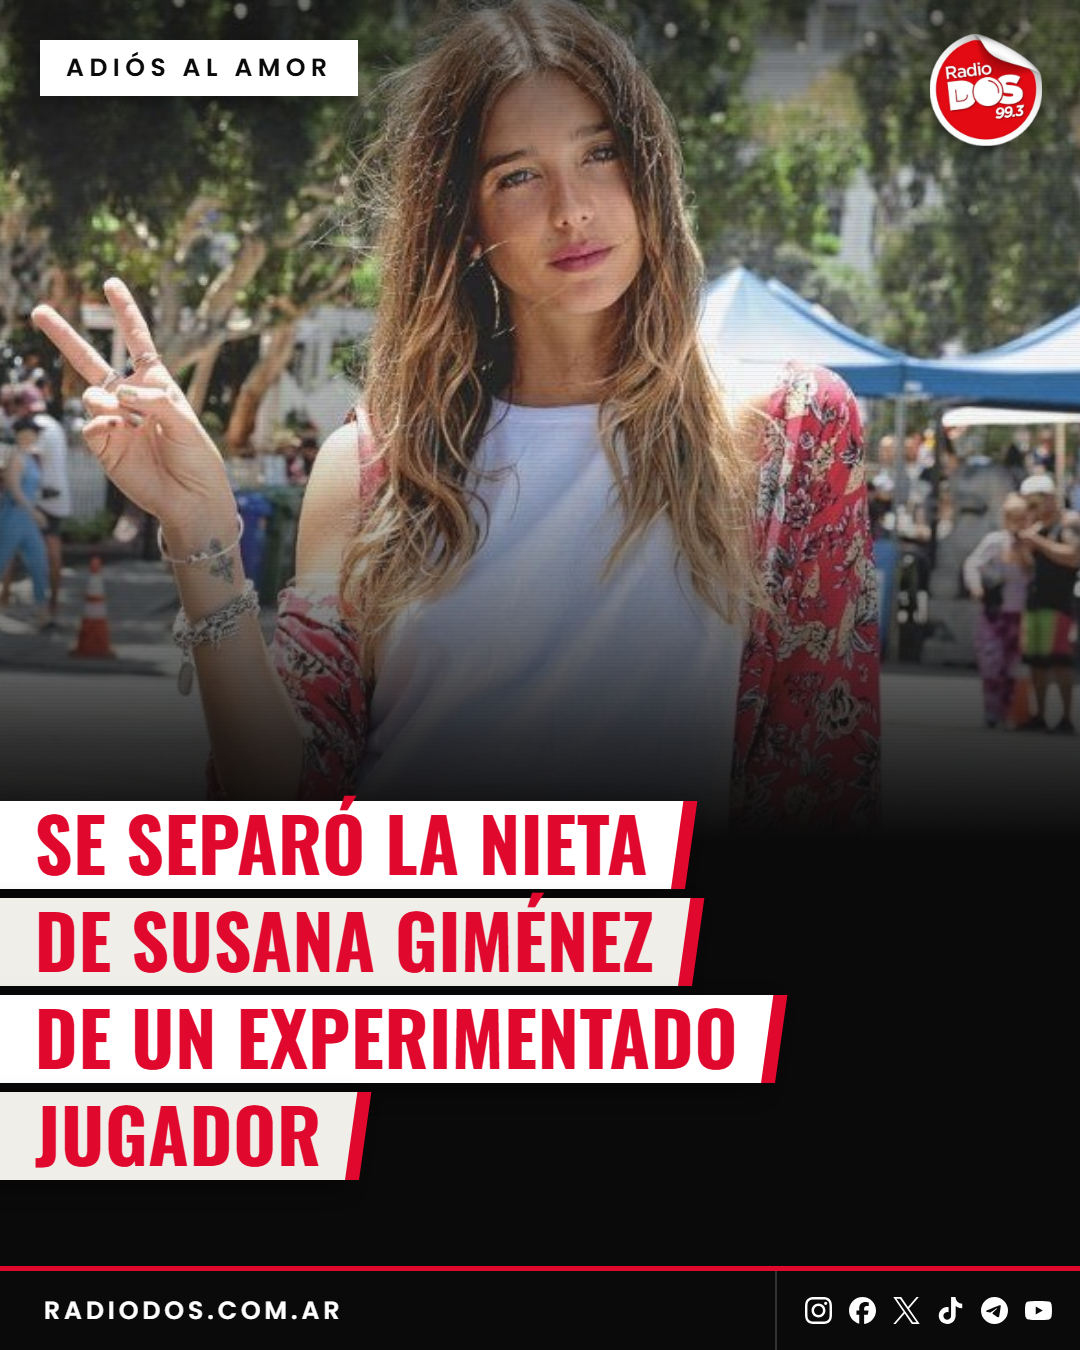 ADIÓS AL AMOR
Radio
DOS
99.3
SE SEPARÓ LA NIETA
DE SUSANA GIMÉNEZ
DE UN EXPERIMENTADO
JUGADOR
RADIODOS.COM.AR